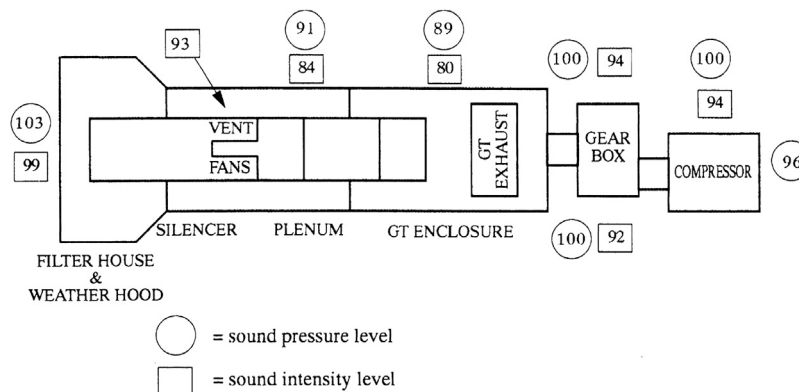 91
89
93
84
80
100
94
100
94
103
99
VENT
FANS
GT
EXHAUST
GEAR
BOX
COMPRESSOR
96
100
92
SILENCER
PLENUM
GT ENCLOSURE
FILTER HOUSE
&
WEATHER HOOD
= sound pressure level
= sound intensity level